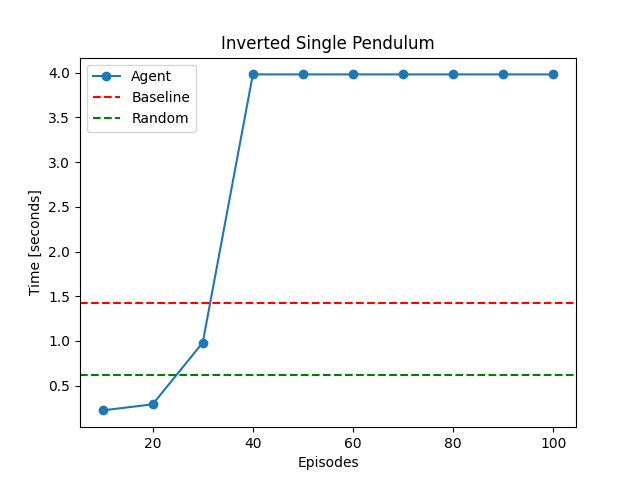 Inverted Single Pendulum
Agent
Baseline
Random
4.0
3.5
3.0
2.5
2.0
1.5
1.0
0.5
Time [seconds]
20 40 60 80 100
Episodes